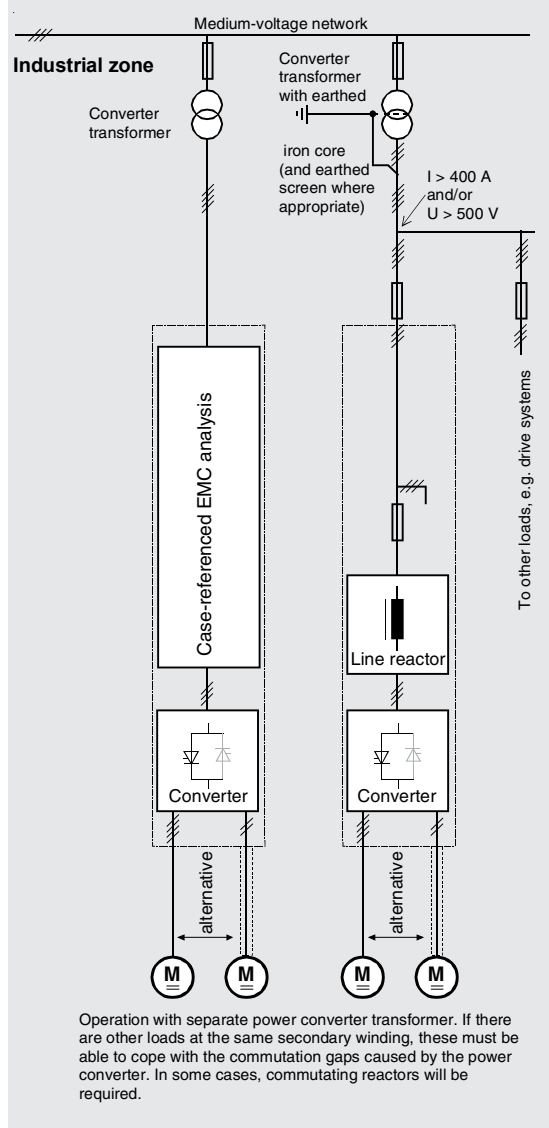 Medium-voltage network
Industrial zone
Converter
transformer
Converter
transformer
with earthed
iron core
(and earthed
screen where
appropriate)
I > 400 A
and/or
U > 500 V
Case-referenced EMC analysis
To other loads, e.g. drive systems
Line reactor
Converter
Converter
alternative
alternative
M
M
M
M
Operation with separate power converter transformer. If there
are other loads at the same secondary winding, these must be
able to cope with the commutation gaps caused by the power
converter. In some cases, commutating reactors will be
required.